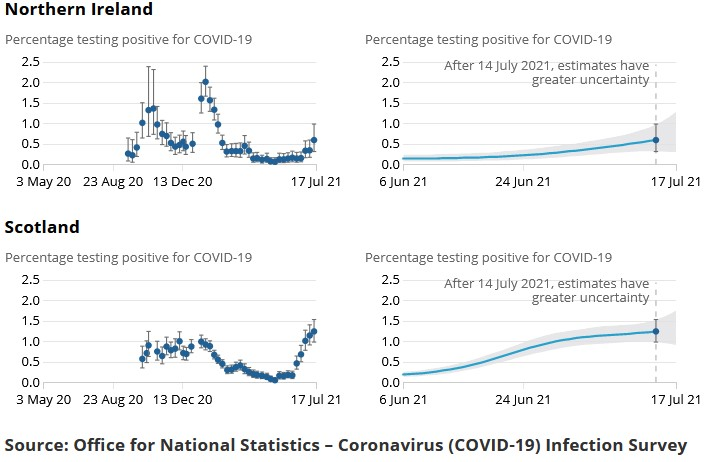 Northern Ireland
Percentage testing positive for COVID-19
Percentage testing positive for COVID-19
2.5
2.0
1.5
1.0
0.5
0.0
3 May 20 23 Aug 20 13 Dec 20 17 Jul 21
2.5
2.0
1.5
1.0
0.5
0.0
After 14 July 2021, estimates have
greater uncertainty
6 Jun 21 24 Jun 21 17 Jul 21
Scotland
Percentage testing positive for COVID-19
Percentage testing positive for COVID-19
2.5
2.0
1.5
1.0
0.5
0.0
3 May 20 23 Aug 20 13 Dec 20 17 Jul 21
2.5
2.0
1.5
1.0
0.5
0.0
After 14 July 2021, estimates have
greater uncertainty
6 Jun 21 24 Jun 21 17 Jul 21
Source: Office for National Statistics – Coronavirus (COVID-19) Infection Survey